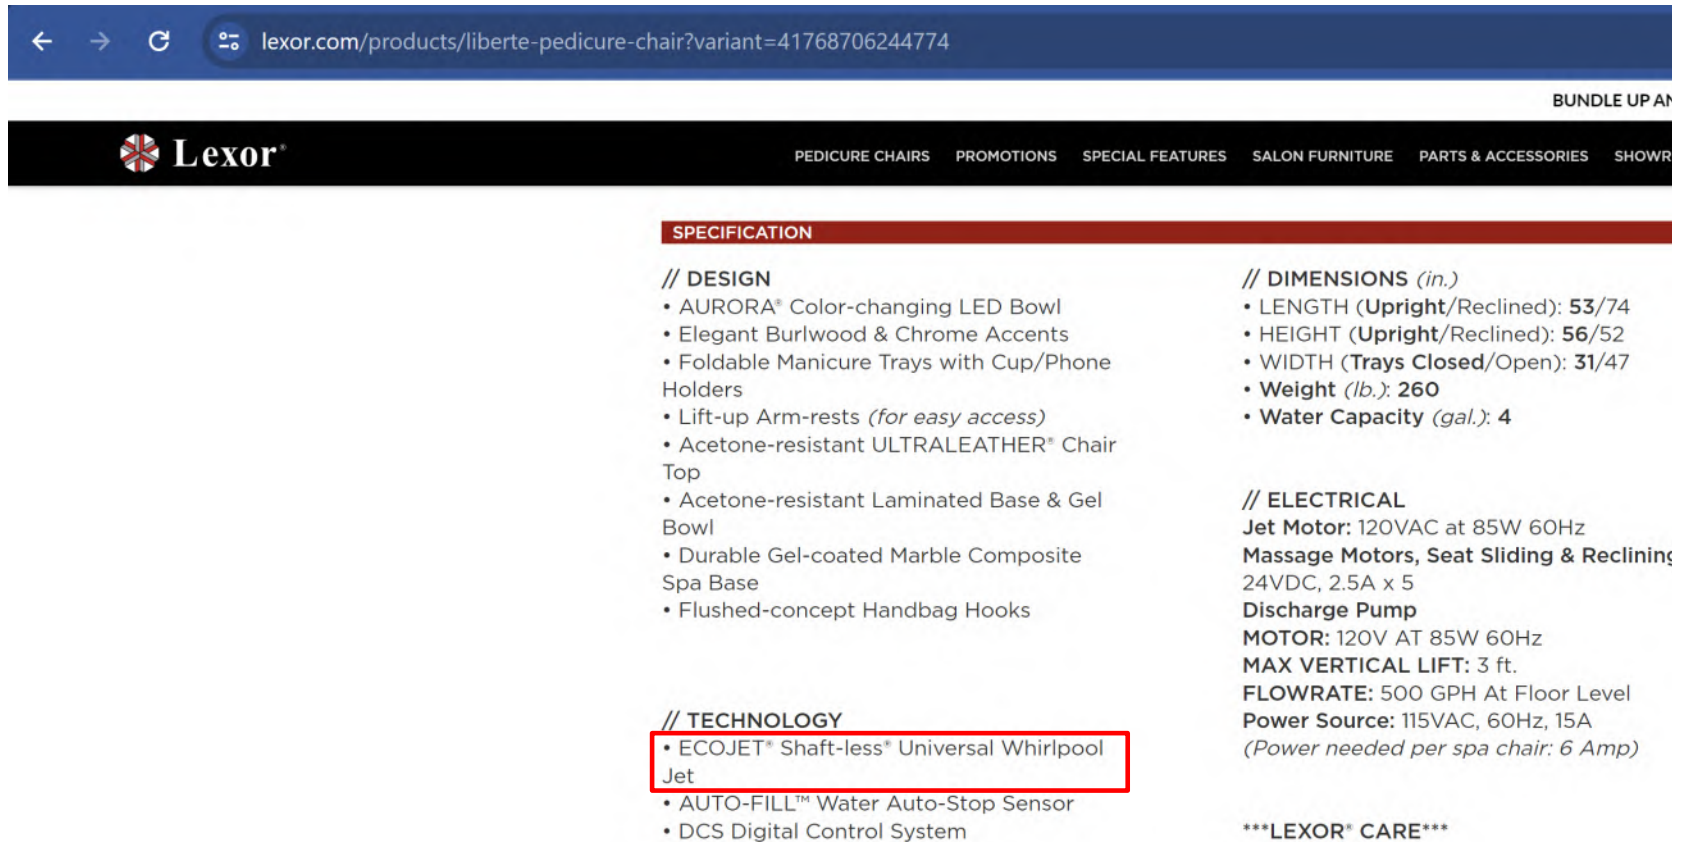 lexor.com/products/liberte-pedicure-chair?variant=41768706244774
BUNDLE UP AN
Lexor®
PEDICURE CHAIRS PROMOTIONS SPECIAL FEATURES SALON FURNITURE PARTS & ACCESSORIES SHOWR
SPECIFICATION
// DESIGN
• AURORA® Color-changing LED Bowl
• Elegant Burlwood & Chrome Accents
• Foldable Manicure Trays with Cup/Phone
Holders
• Lift-up Arm-rests (for easy access)
• Acetone-resistant ULTRALEATHER® Chair
Top
• Acetone-resistant Laminated Base & Gel
Bowl
• Durable Gel-coated Marble Composite
Spa Base
• Flushed-concept Handbag Hooks
// TECHNOLOGY
• ECOJET® Shaft-less® Universal Whirlpool
Jet
• AUTO-FILL™ Water Auto-Stop Sensor
• DCS Digital Control System
// DIMENSIONS (in.)
• LENGTH (Upright/Reclined): 53/74
• HEIGHT (Upright/Reclined): 56/52
• WIDTH (Trays Closed/Open): 31/47
• Weight (lb.): 260
• Water Capacity (gal.): 4
// ELECTRICAL
Jet Motor: 120VAC at 85W 60Hz
Massage Motors, Seat Sliding & Reclining
24VDC, 2.5A x 5
Discharge Pump
MOTOR: 120V AT 85W 60Hz
MAX VERTICAL LIFT: 3 ft.
FLOWRATE: 500 GPH At Floor Level
Power Source: 115VAC, 60Hz, 15A
(Power needed per spa chair: 6 Amp)
***LEXOR® CARE***